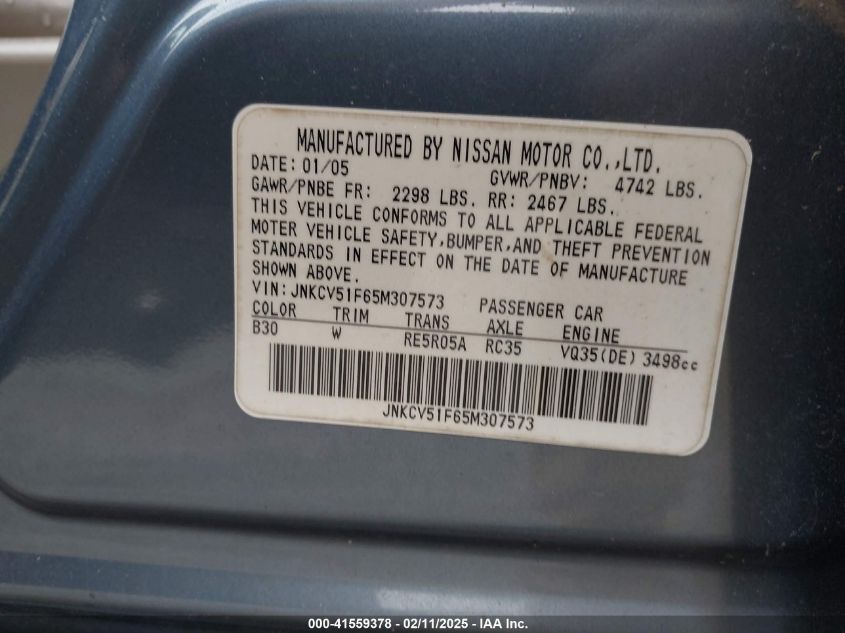 MANUFACTURED BY NISSAN MOTOR CO.,LTD.
DATE: 01/05 GVWR/PNBV: 4742 LBS.
GAWR/PNBE FR: 2298 LBS. RR: 2467 LBS.
THIS VEHICLE CONFORMS TO ALL APPLICABLE FEDERAL
MOTOR VEHICLE SAFETY,BUMPER,AND THEFT PREVENTION
STANDARDS IN EFFECT ON THE DATE OF MANUFACTURE
SHOWN ABOVE.
VIN:JNKCV51F65M307573 PASSENGER CAR
COLOR TRIM TRANS AXLE ENGINE
B30 W RE5R05A RC35 VQ35(DE) 3498cc
JNKCV51F65M307573
000-41559378 - 02/11/2025 - IAA Inc.